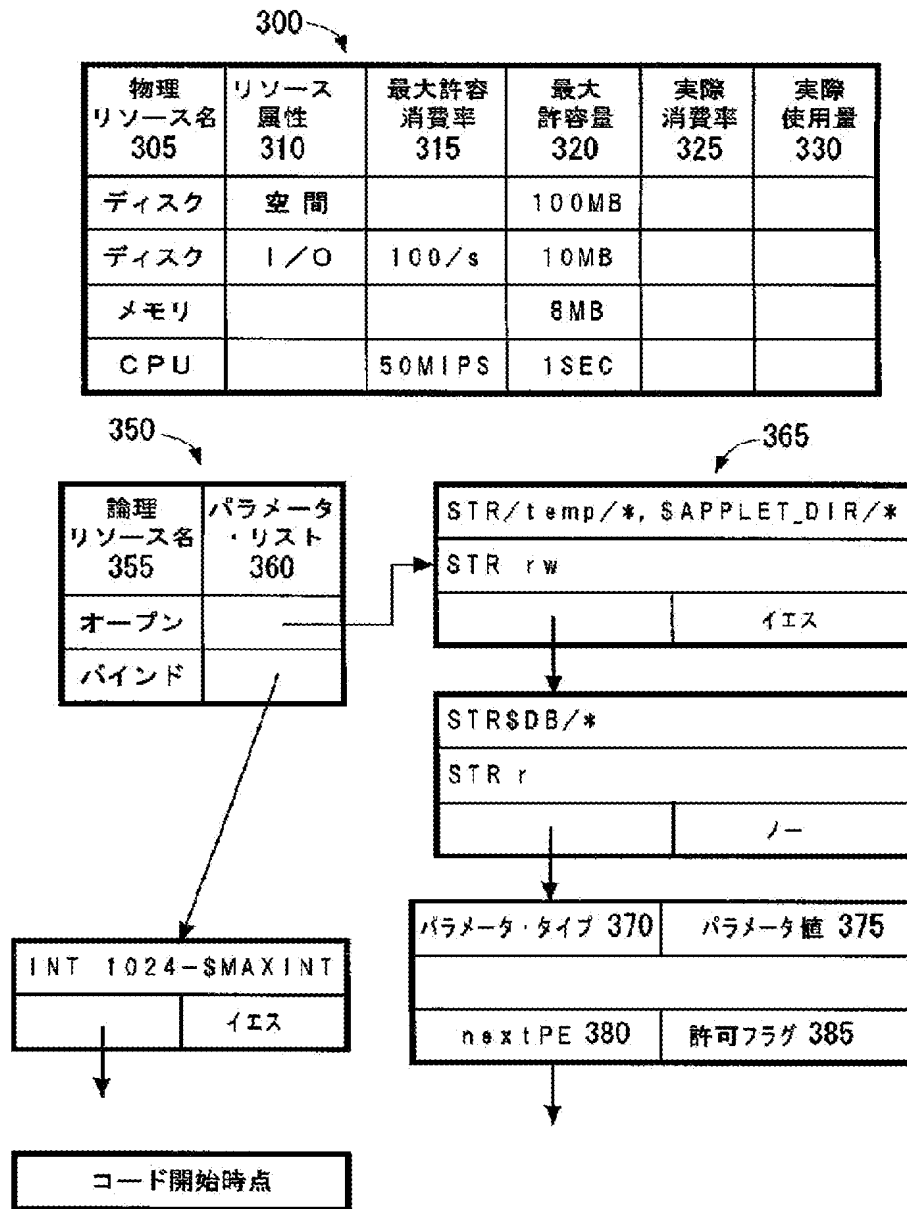 300
物理 リソース 最大許容 最大 実際 実際
リソース名 属性 消費率 許容量 消費率 使用量
305 310 315 320 325 330
ディスク 空間 100MB
ディスク I/O 100/s 10MB
メモリ 8MB
CPU 50MIPS 1SEC
350
365
論理 パラメータ
リソース名 ・リスト
355 360
オープン
バインド
STR/temp/*, $APPLET_DIR/*
STR rw
イエス
STR$DB/*
STR r
ノー
パラメータ・タイプ 370 パラメータ値 375
nextPE 380 許可フラグ 385
INT 1024-$MAXINT
イエス
コード開始時点